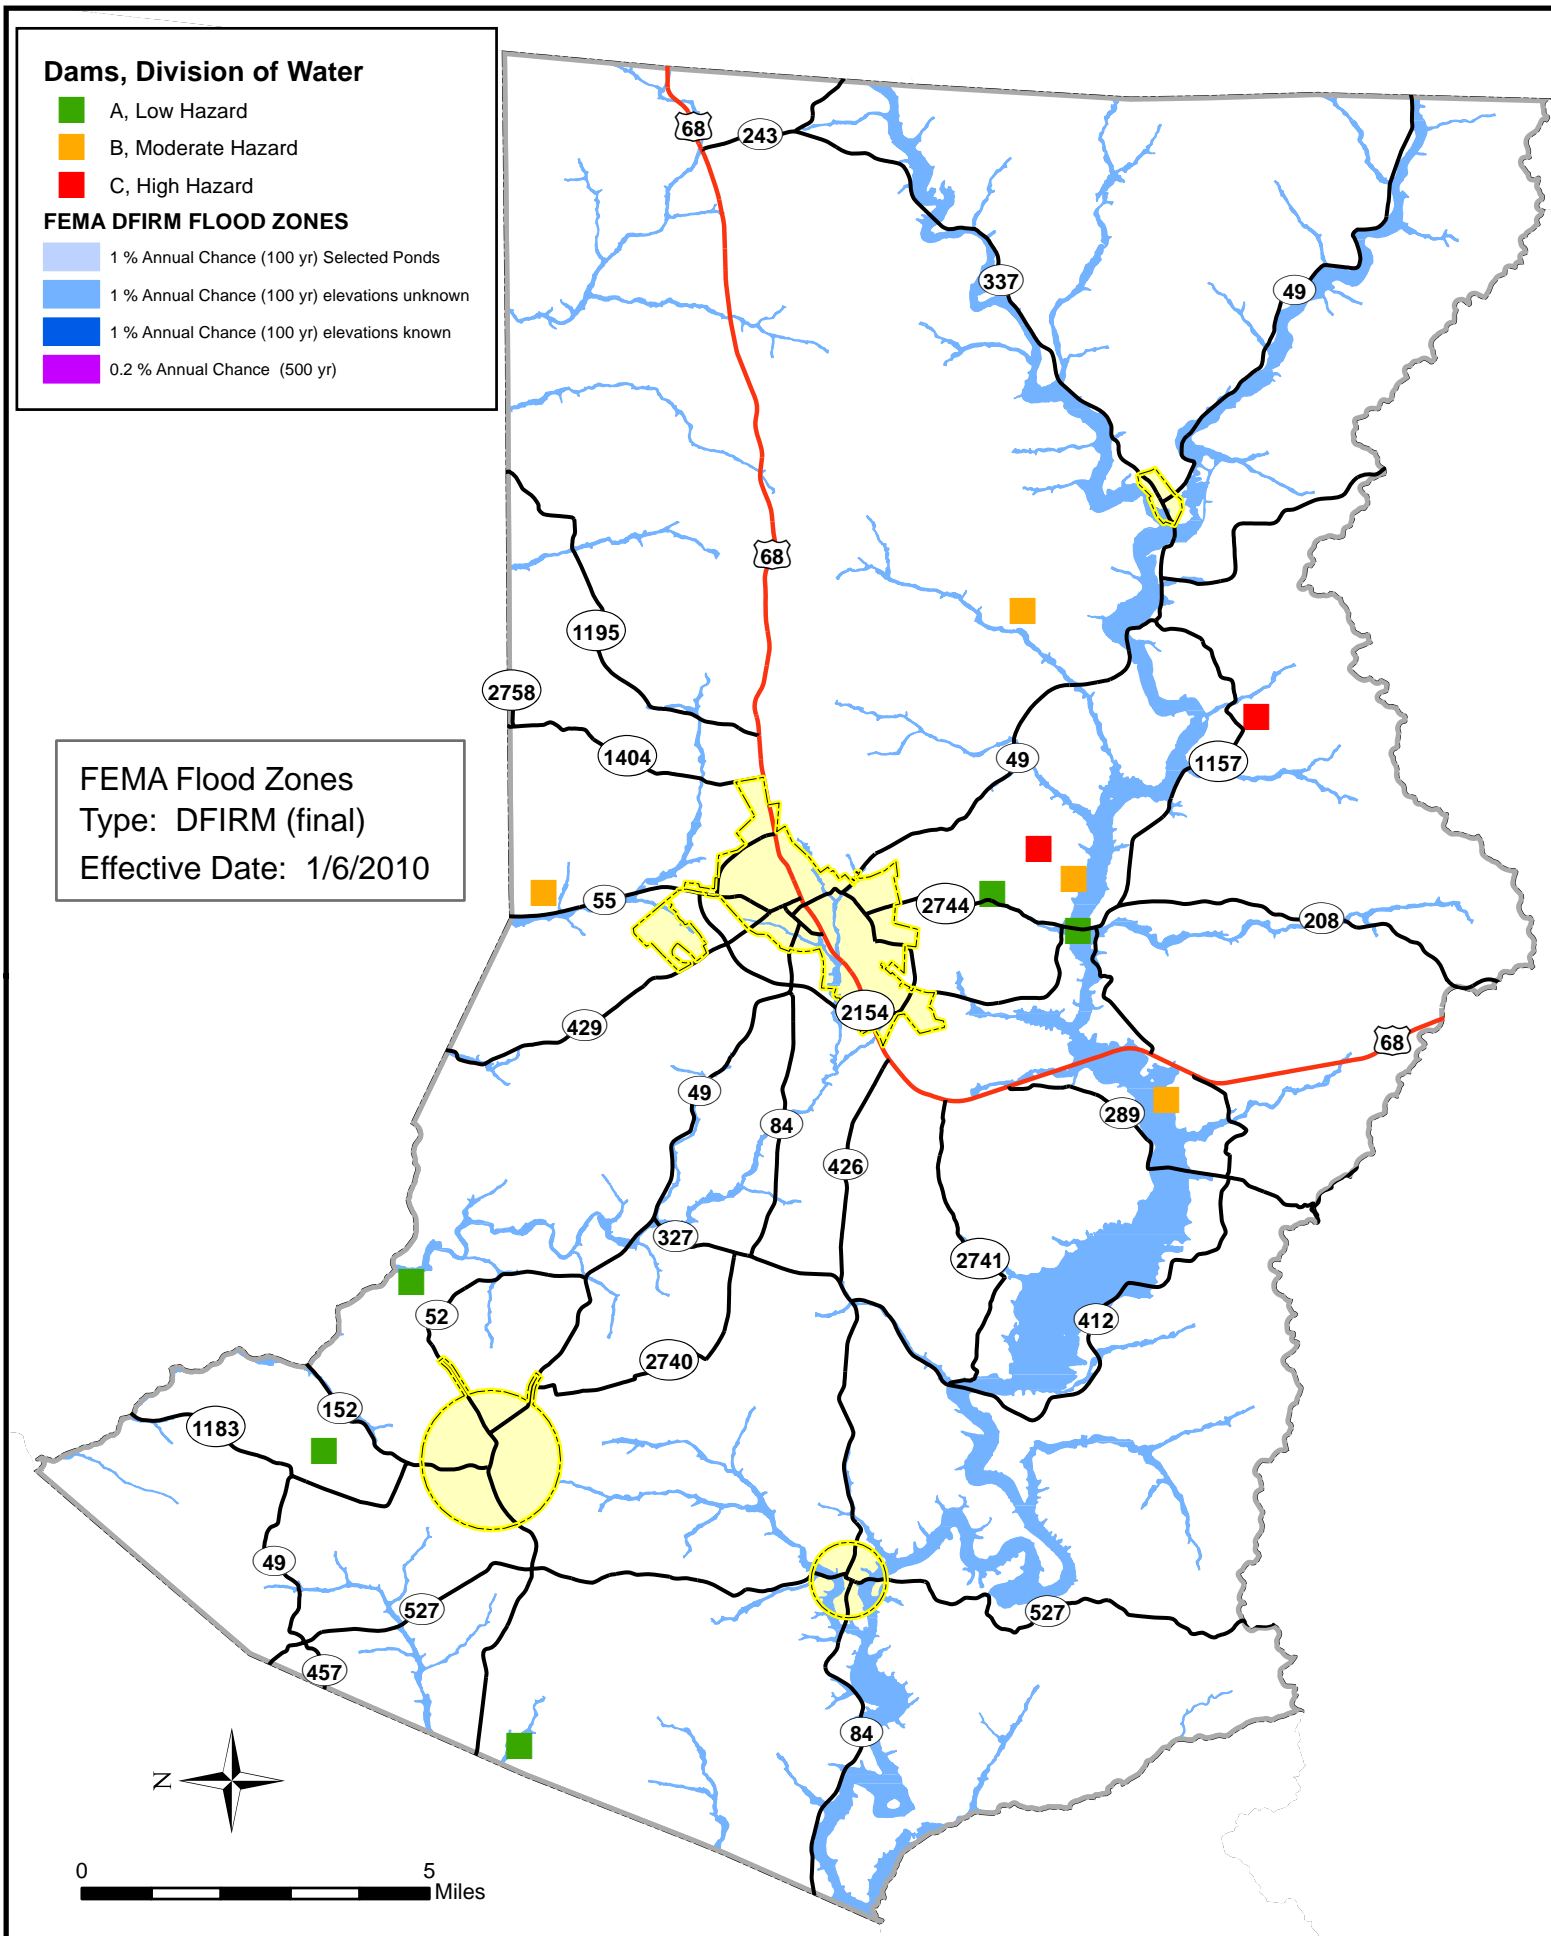 Dams, Division of Water
A, Low Hazard
B, Moderate Hazard
C, High Hazard
FEMA DFIRM FLOOD ZONES
1 % Annual Chance (100 yr) Selected Ponds
1 % Annual Chance (100 yr) elevations unknown
1 % Annual Chance (100 yr) elevations known
0.2 % Annual Chance (500 yr)
68
243
337
49
68
1195
2758
1404
49
1157
FEMA Flood Zones
Type: DFIRM (final)
Effective Date: 1/6/2010
55
2744
208
2154
429
68
49
84
289
426
327
2741
52
412
2740
152
1183
49
527
527
457
84
N
0 5
Miles